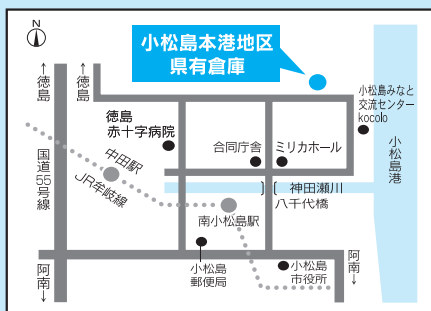 N
小松島本港地区
県有倉庫
←徳島
←徳島
小松島みなと
交流センター
kocolo
徳島
赤十字病院
合同庁舎
ミリカホール
小松島港
中田駅
JR牟岐線
国道55号線
神田瀬川
八千代橋
南小松島駅
小松島
郵便局
小松島
市役所
阿南→
阿南→